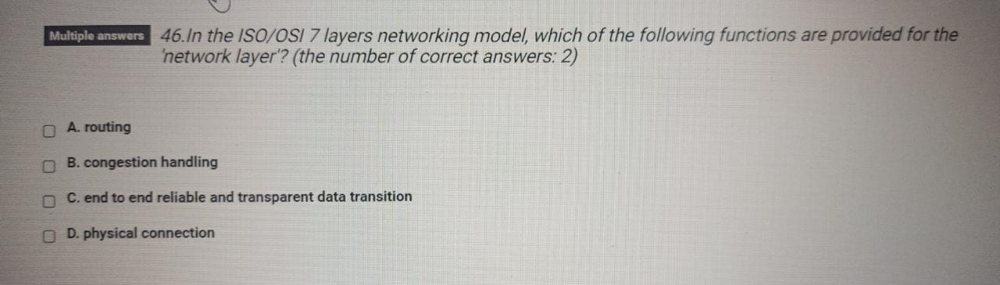 Multiple answers 46.In the ISO/OSI 7 layers networking model, which of the following functions are provided for the
'network layer'? (the number of correct answers: 2)
A. routing
B. congestion handling
C. end to end reliable and transparent data transition
D. physical connection